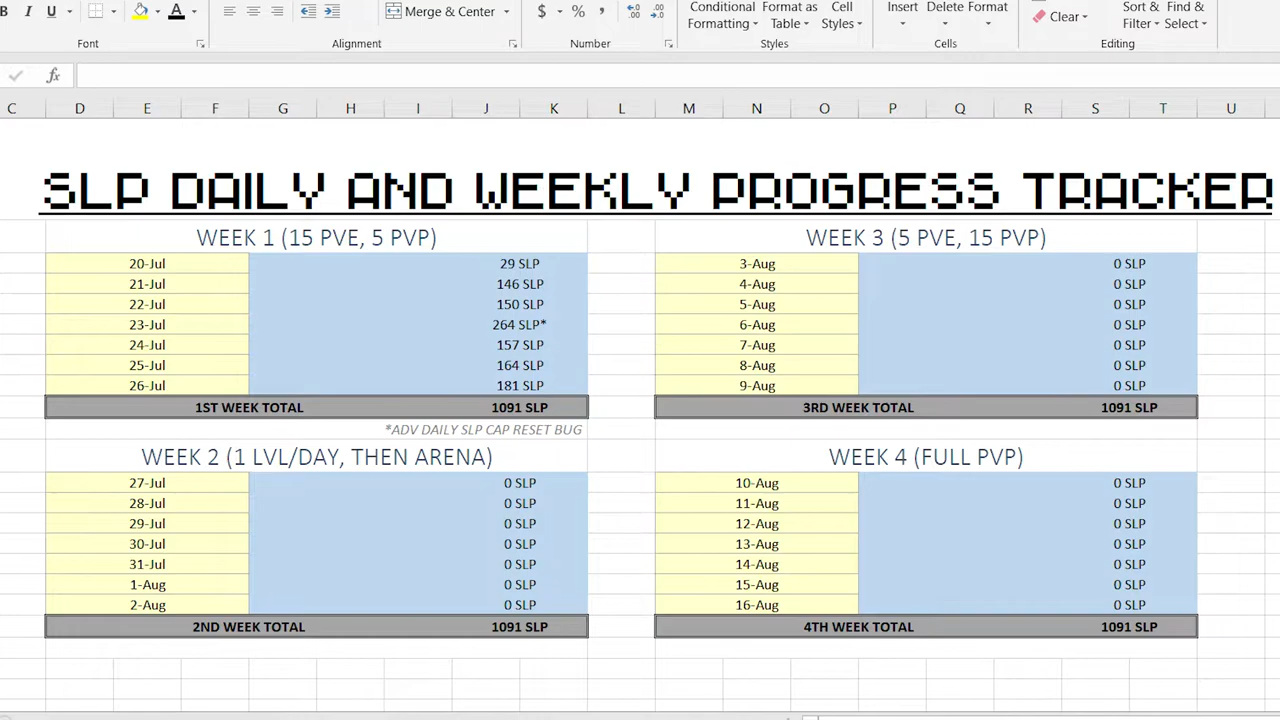 B I U A Merge & Center $ % , Conditional Formatting Format as Table Cell Styles Insert Delete Format Clear Sort & Filter Find & Select
Font Alignment Number Styles Cells Editing
fx
C D E F G H I J K L M N O P Q R S T U
SLP DAILY AND WEEKLY PROGRESS TRACKER
WEEK 1 (15 PVE, 5 PVP)
20-Jul 29 SLP
21-Jul 146 SLP
22-Jul 150 SLP
23-Jul 264 SLP*
24-Jul 157 SLP
25-Jul 164 SLP
26-Jul 181 SLP
1ST WEEK TOTAL 1091 SLP
*ADV DAILY SLP CAP RESET BUG
WEEK 2 (1 LVL/DAY, THEN ARENA)
27-Jul 0 SLP
28-Jul 0 SLP
29-Jul 0 SLP
30-Jul 0 SLP
31-Jul 0 SLP
1-Aug 0 SLP
2-Aug 0 SLP
2ND WEEK TOTAL 1091 SLP
WEEK 3 (5 PVE, 15 PVP)
3-Aug 0 SLP
4-Aug 0 SLP
5-Aug 0 SLP
6-Aug 0 SLP
7-Aug 0 SLP
8-Aug 0 SLP
9-Aug 0 SLP
3RD WEEK TOTAL 1091 SLP
WEEK 4 (FULL PVP)
10-Aug 0 SLP
11-Aug 0 SLP
12-Aug 0 SLP
13-Aug 0 SLP
14-Aug 0 SLP
15-Aug 0 SLP
16-Aug 0 SLP
4TH WEEK TOTAL 1091 SLP